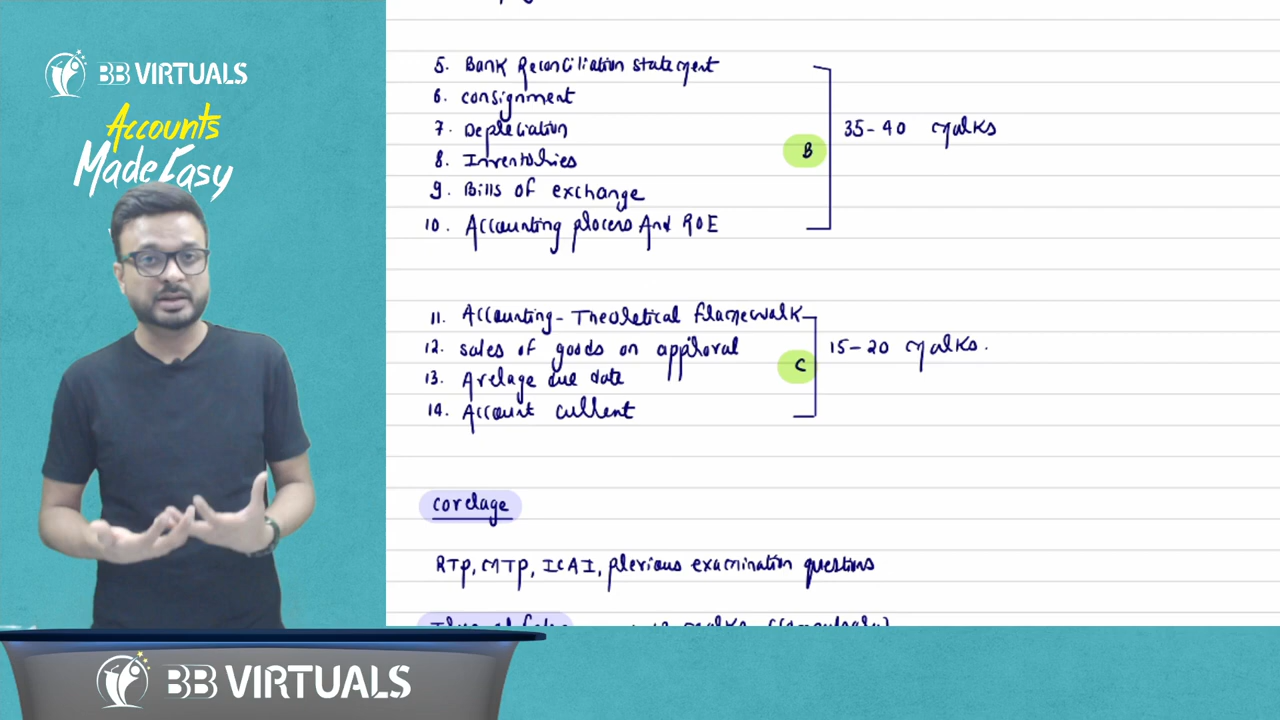 BB VIRTUALS
Accounts
Made Easy
5. Bank Reconciliation statement
6. consignment
7. Depreciation
8. Inventories
9. Bills of exchange
10. Accounting process And ROE
B
35-40 marks
11. Accounting - Theoretical framework
12. sales of goods on approval
13. Average due date
14. Account current
C
15-20 marks.
coverage
RTP, MTP, ICAI, previous examination questions
BB VIRTUALS